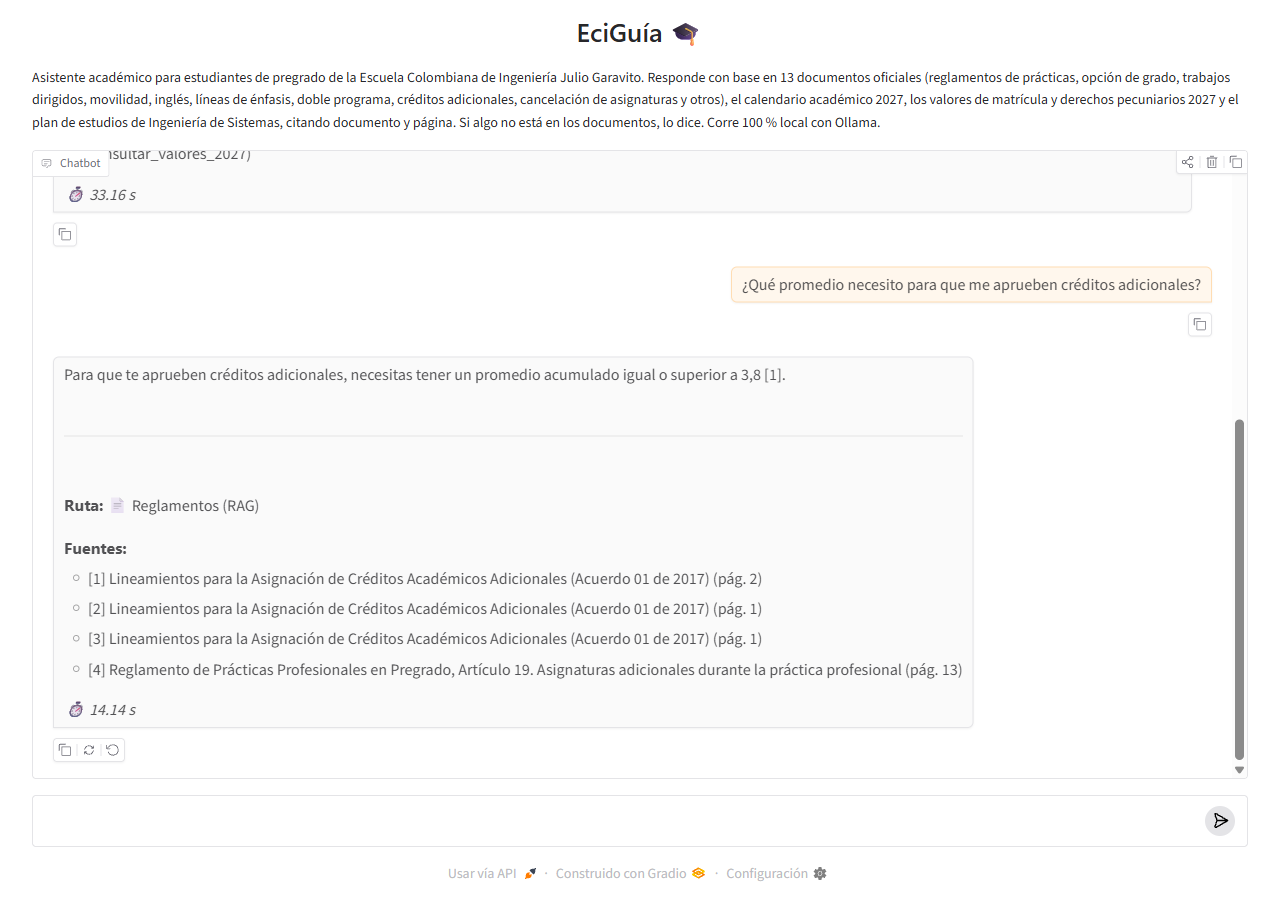 EciGuía 🎓
Asistente académico para estudiantes de pregrado de la Escuela Colombiana de Ingeniería Julio Garavito. Responde con base en 13 documentos oficiales (reglamentos de prácticas, opción de grado, trabajos
dirigidos, movilidad, inglés, líneas de énfasis, doble programa, créditos adicionales, cancelación de asignaturas y otros), el calendario académico 2027, los valores de matrícula y derechos pecuniarios 2027 y el
plan de estudios de Ingeniería de Sistemas, citando documento y página. Si algo no está en los documentos, lo dice. Corre 100 % local con Ollama.
Chatbot
nsultar_valores_2027)
33.16 s
¿Qué promedio necesito para que me aprueben créditos adicionales?
Para que te aprueben créditos adicionales, necesitas tener un promedio acumulado igual o superior a 3,8 [1].
Ruta: Reglamentos (RAG)
Fuentes:
[1] Lineamientos para la Asignación de Créditos Académicos Adicionales (Acuerdo 01 de 2017) (pág. 2)
[2] Lineamientos para la Asignación de Créditos Académicos Adicionales (Acuerdo 01 de 2017) (pág. 1)
[3] Lineamientos para la Asignación de Créditos Académicos Adicionales (Acuerdo 01 de 2017) (pág. 1)
[4] Reglamento de Prácticas Profesionales en Pregrado, Artículo 19. Asignaturas adicionales durante la práctica profesional (pág. 13)
14.14 s
Usar vía API · Construido con Gradio · Configuración